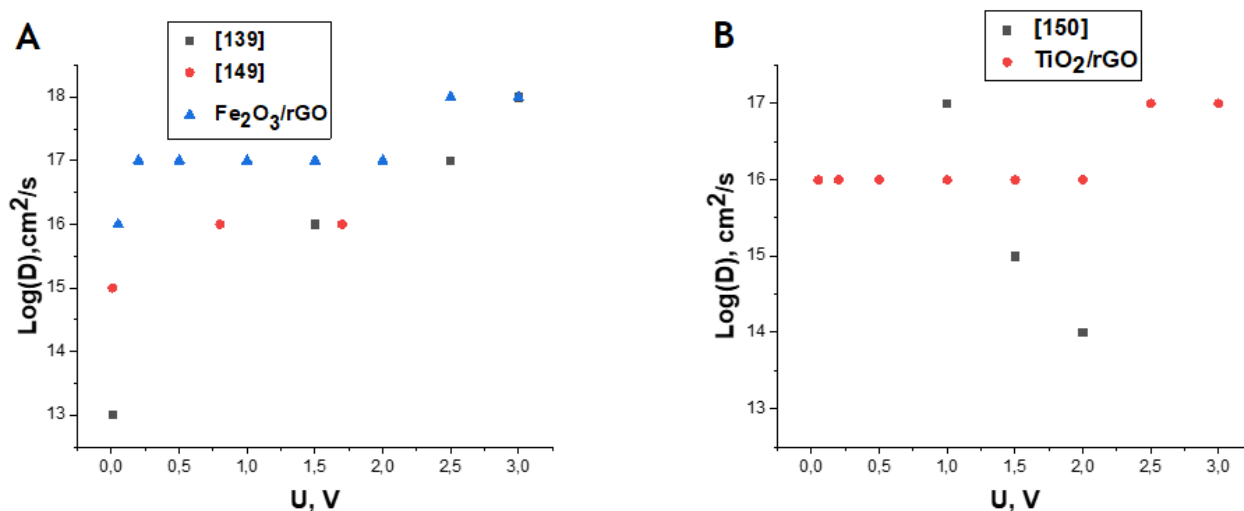 A
[139]
[149]
Fe₂O₃/rGO
Log(D),cm²/s
18
17
16
15
14
13
0,0 0,5 1,0 1,5 2,0 2,5 3,0
U, V
B
[150]
TiO₂/rGO
Log(D), cm²/s
17
16
15
14
13
0,0 0,5 1,0 1,5 2,0 2,5 3,0
U, V